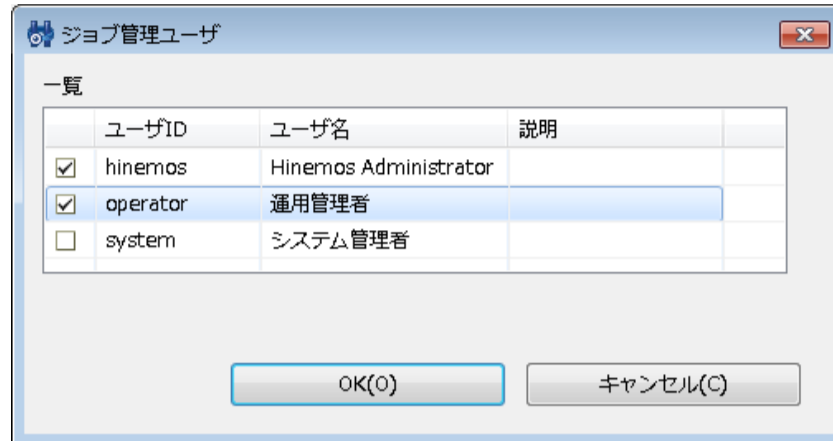 ジョブ管理ユーザ
一覧
ユーザID ユーザ名 説明
hinemos Hinemos Administrator
operator 運用管理者
system システム管理者
OK(O) キャンセル(C)